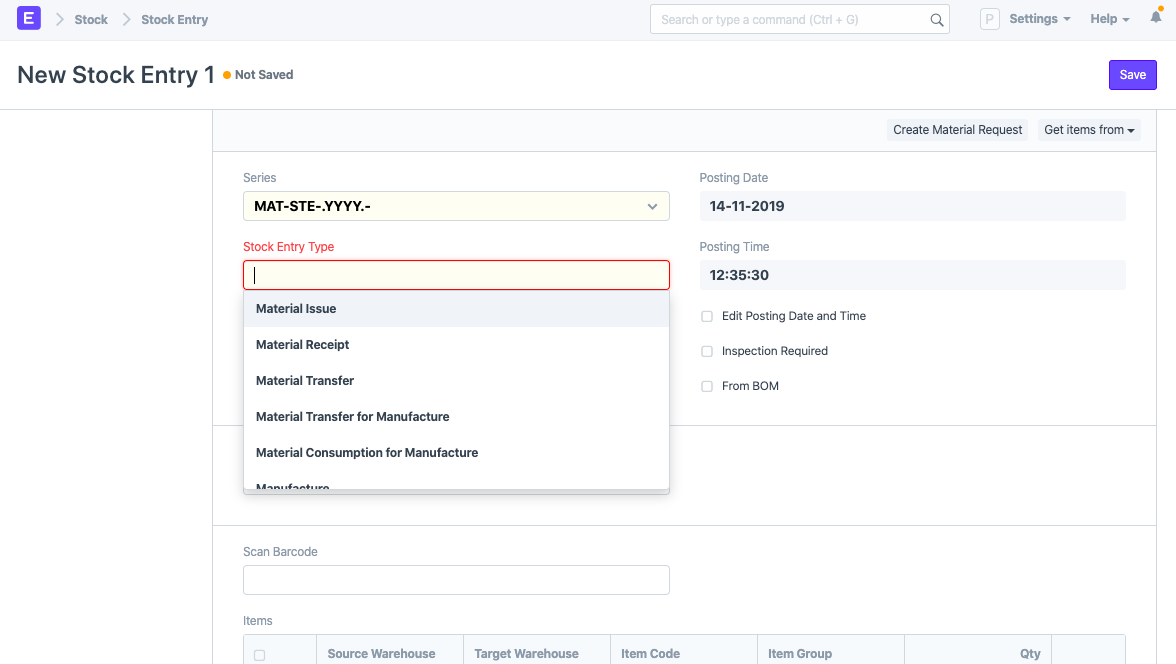 E Stock Stock Entry Search or type a command (Ctrl + G) P Settings Help
New Stock Entry 1 Not Saved Save
Create Material Request Get items from
Series
MAT-STE-.YYYY.-
Posting Date
14-11-2019
Stock Entry Type
Posting Time
12:35:30
Material Issue
Material Receipt
Material Transfer
Material Transfer for Manufacture
Material Consumption for Manufacture
Manufacture
Edit Posting Date and Time
Inspection Required
From BOM
Scan Barcode
Items
Source Warehouse Target Warehouse Item Code Item Group Qty